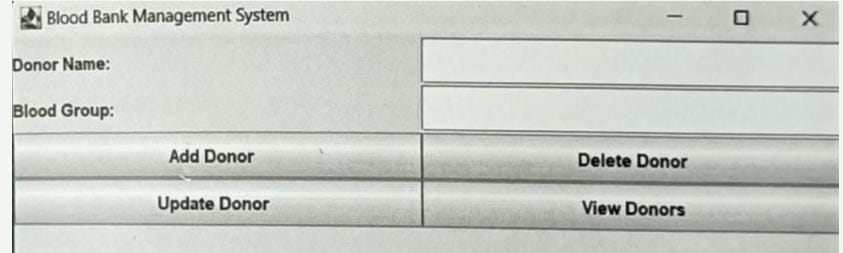 Blood Bank Management System
Donor Name:
Blood Group:
Add Donor
Delete Donor
Update Donor
View Donors